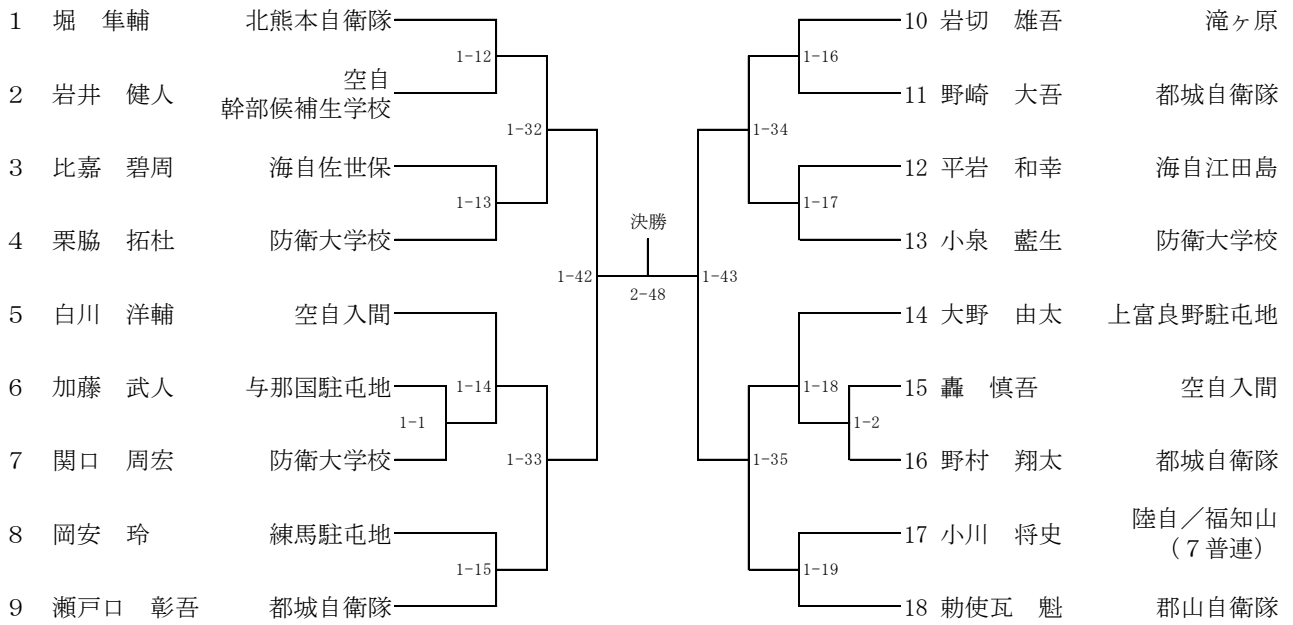 1 堀 隼輔 北熊本自衛隊
1-12
2 岩井 健人 空自
幹部候補生学校
1-32
3 比嘉 碧周 海自佐世保
1-13
4 栗脇 拓杜 防衛大学校
1-42
5 白川 洋輔 空自入間
6 加藤 武人 与那国駐屯地
1-14
1-1
7 関口 周宏 防衛大学校
1-33
8 岡安 玲 練馬駐屯地
1-15
9 瀬戸口 彰吾 都城自衛隊
決勝
2-48
10 岩切 雄吾 滝ヶ原
1-16
11 野崎 大吾 都城自衛隊
1-34
12 平岩 和幸 海自江田島
1-17
13 小泉 藍生 防衛大学校
1-43
14 大野 由太 上富良野駐屯地
1-18
15 轟 慎吾 空自入間
1-2
16 野村 翔太 都城自衛隊
1-35
17 小川 将史 陸自／福知山
（７普連）
1-19
18 勅使瓦 魁 郡山自衛隊